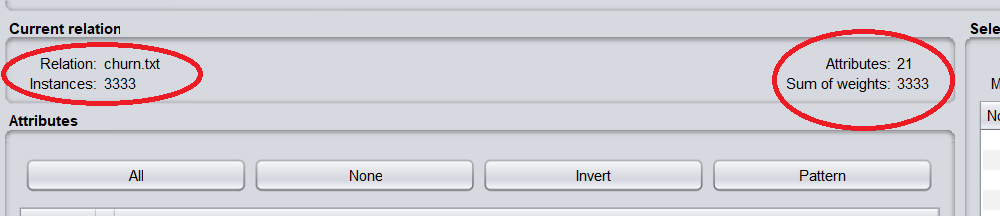 Current relation
Relation: churn.txt
Instances: 3333
Attributes: 21
Sum of weights: 3333
Attributes
All
None
Invert
Pattern